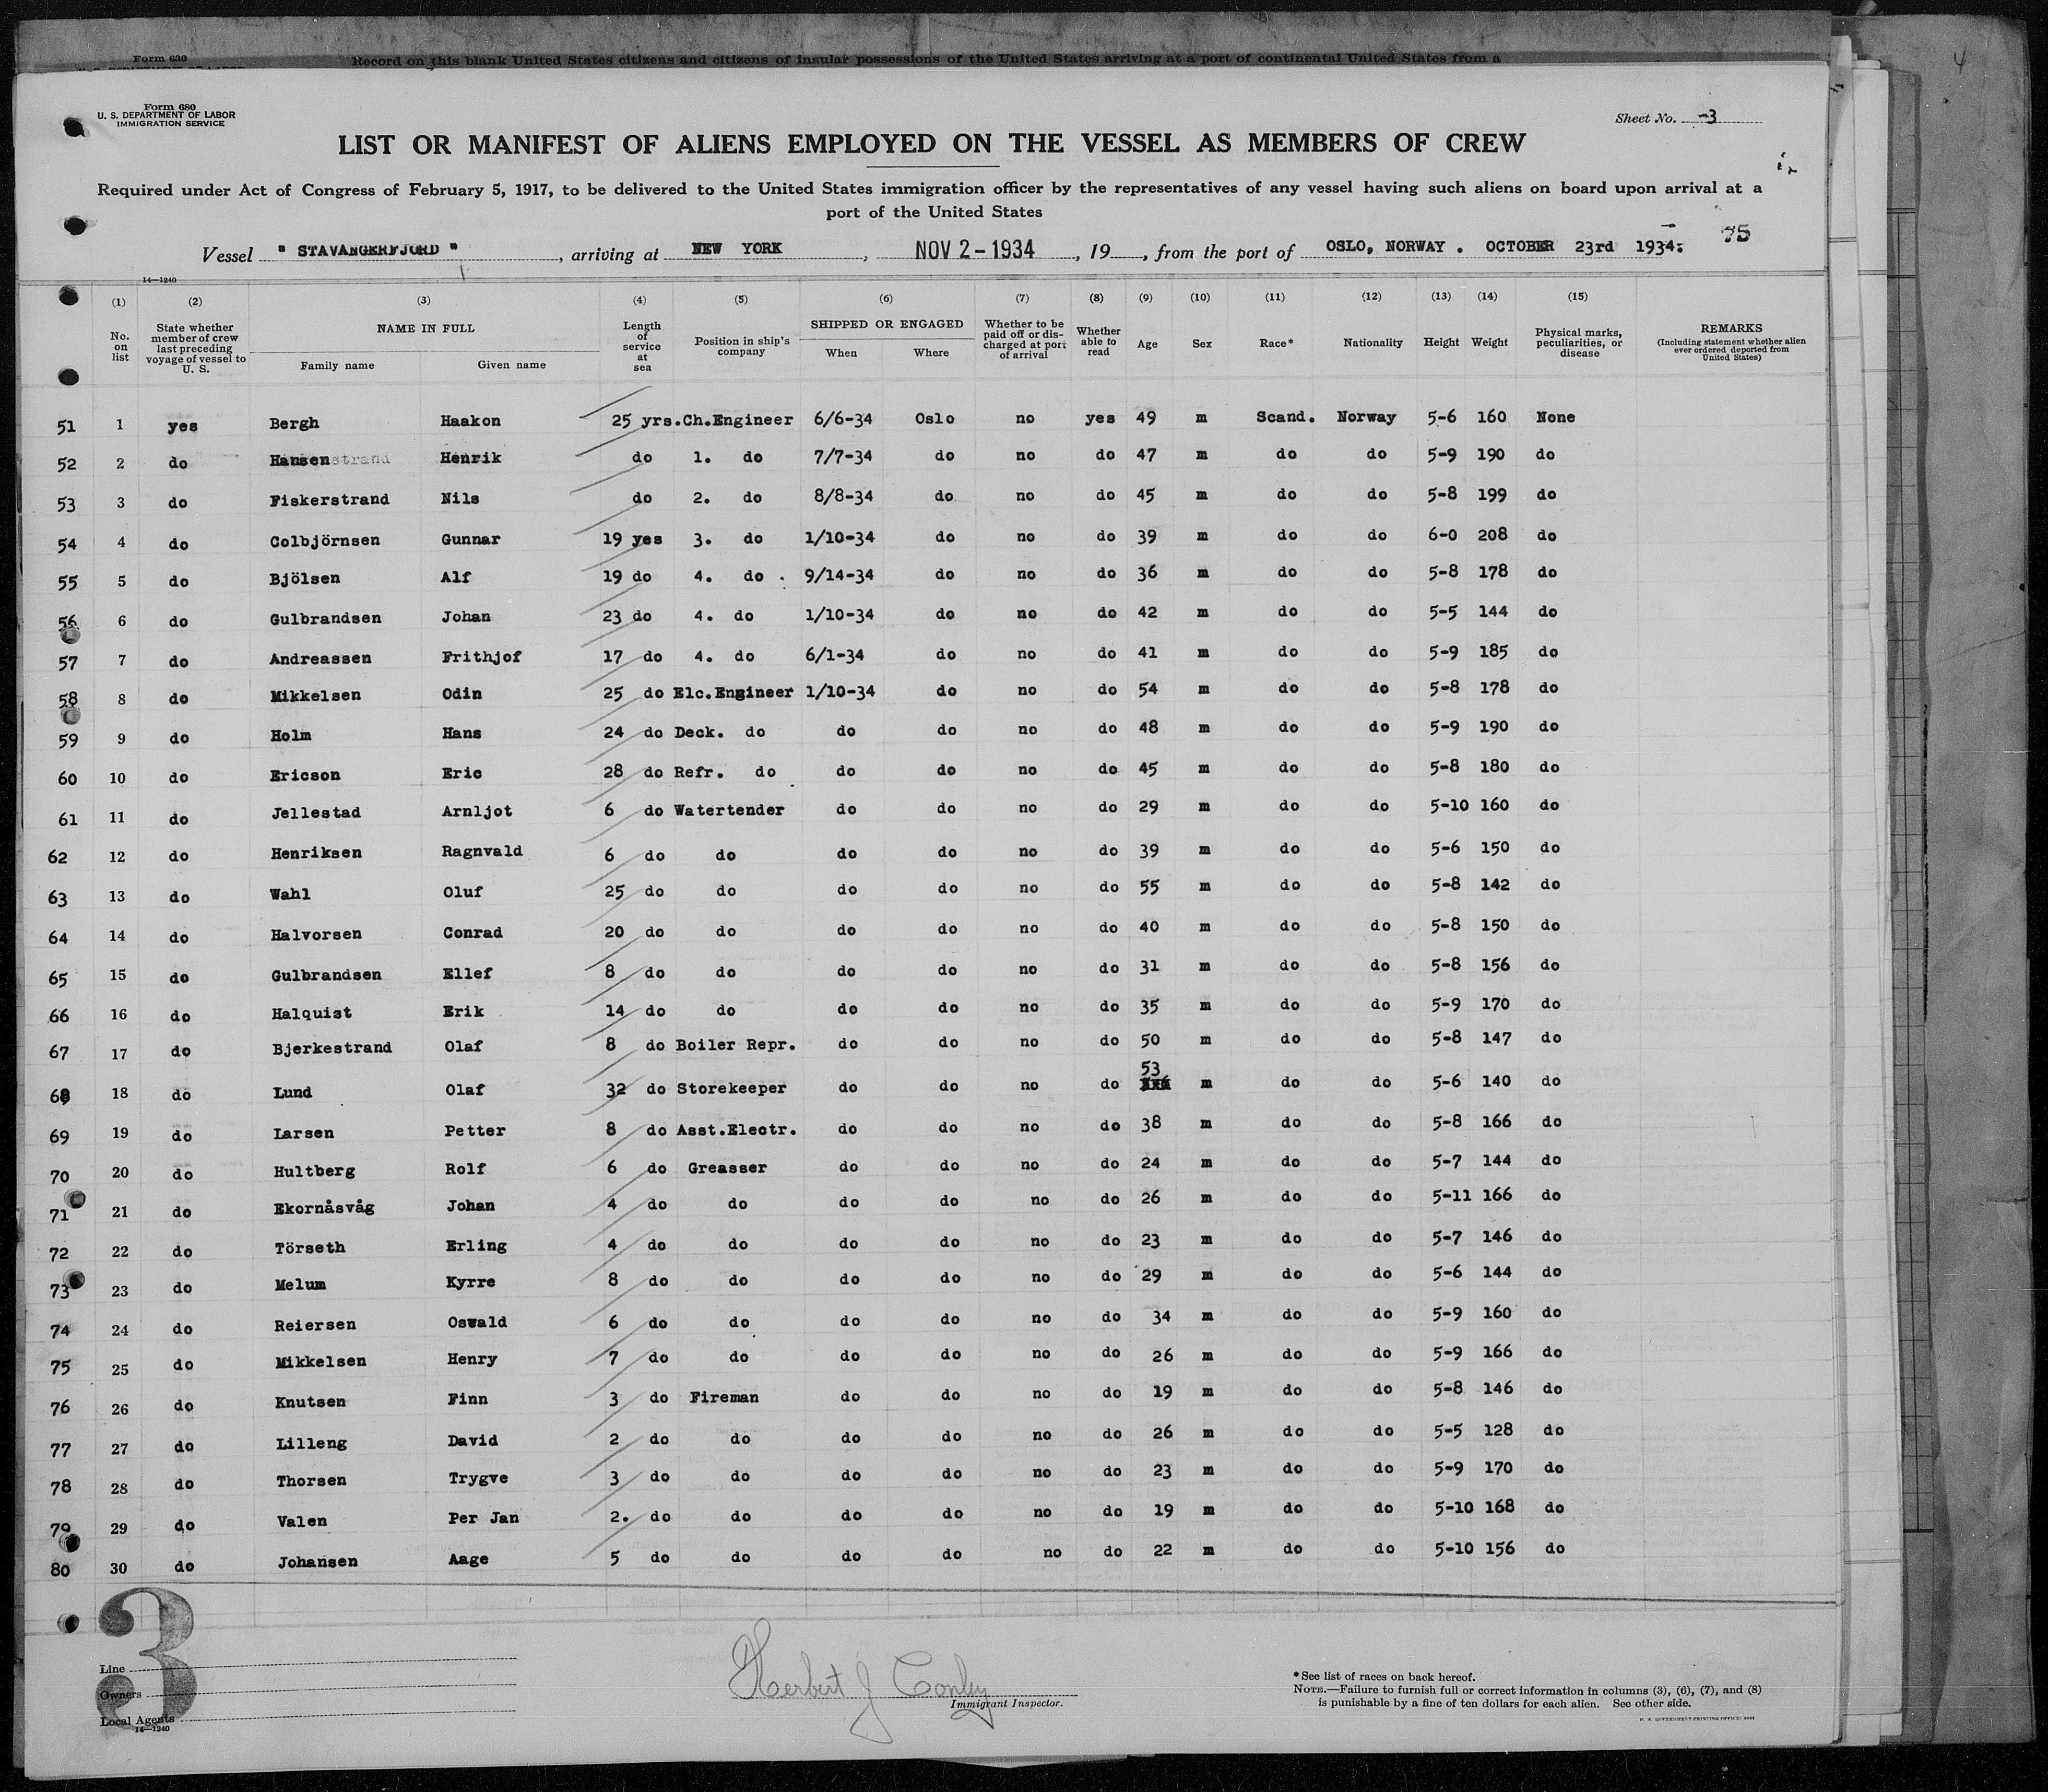 Form 630
Record on this blank United States citizens and citizens of insular possessions of the United States arriving at a port of continental United States from a
4
Form 680
U. S. DEPARTMENT OF LABOR
IMMIGRATION SERVICE
Sheet No. 3
LIST OR MANIFEST OF ALIENS EMPLOYED ON THE VESSEL AS MEMBERS OF CREW
Required under Act of Congress of February 5, 1917, to be delivered to the United States immigration officer by the representatives of any vessel having such aliens on board upon arrival at a
port of the United States
75
Vessel " STAVANGERFJORD ", arriving at NEW YORK, NOV 2-1934, 19, from the port of OSLO, NORWAY. OCTOBER 23rd 1934.
14—1240
(1) (2) (3) (4) (5) (6) (7) (8) (9) (10) (11) (12) (13) (14) (15)
No. on list State whether member of crew last preceding voyage of vessel to U. S. NAME IN FULL Family name Given name Length of service at sea Position in ship's company SHIPPED OR ENGAGED When Where Whether to be paid off or discharged at port of arrival Whether able to read Age Sex Race* Nationality Height Weight Physical marks, peculiarities, or disease REMARKS (Including statement whether alien ever ordered deported from United States)
51 1 yes Bergh Haakon 25 yrs. Ch.Engineer 6/6-34 Oslo no yes 49 m Scand. Norway 5-6 160 None
52 2 do Hansen Henrik do 1. do 7/7-34 do no do 47 m do do 5-9 190 do
53 3 do Fiskerstrand Nils do 2. do 8/8-34 do no do 45 m do do 5-8 199 do
54 4 do Colbjörnsen Gunnar 19 yes 3. do 1/10-34 do no do 39 m do do 6-0 208 do
55 5 do Bjölsen Alf 19 do 4. do . 9/14-34 do no do 36 m do do 5-8 178 do
56 6 do Gulbrandsen Johan 23 do 4. do 1/10-34 do no do 42 m do do 5-5 144 do
57 7 do Andreassen Frithjof 17 do 4. do 6/1-34 do no do 41 m do do 5-9 185 do
58 8 do Mikkelsen Odin 25 do Elc.Engineer 1/10-34 do no do 54 m do do 5-8 178 do
59 9 do Holm Hans 24 do Deck. do do do no do 48 m do do 5-9 190 do
60 10 do Ericson Eric 28 do Refr. do do do no do 45 m do do 5-8 180 do
61 11 do Jellestad Arnljot 6 do Watertender do do no do 29 m do do 5-10 160 do
62 12 do Henriksen Ragnvald 6 do do do do no do 39 m do do 5-6 150 do
63 13 do Wahl Oluf 25 do do do do no do 55 m do do 5-8 142 do
64 14 do Halvorsen Conrad 20 do do do do no do 40 m do do 5-8 150 do
65 15 do Gulbrandsen Ellef 8 do do do do no do 31 m do do 5-8 156 do
66 16 do Halquist Erik 14 do do do do no do 35 m do do 5-9 170 do
67 17 do Bjerkestrand Olaf 8 do Boiler Repr. do do no do 50 m do do 5-8 147 do
68 18 do Lund Olaf 32 do Storekeeper do do no do 53 m do do 5-6 140 do
69 19 do Larsen Petter 8 do Asst.Electr. do do no do 38 m do do 5-8 166 do
70 20 do Hultberg Rolf 6 do Greasser do do no do 24 m do do 5-7 144 do
71 21 do Ekornåsvåg Johan 4 do do do do no do 26 m do do 5-11 166 do
72 22 do Törseth Erling 4 do do do do no do 23 m do do 5-7 146 do
73 23 do Melum Kyrre 8 do do do do no do 29 m do do 5-6 144 do
74 24 do Reiersen Oswald 6 do do do do no do 34 m do do 5-9 160 do
75 25 do Mikkelsen Henry 7 do do do do no do 26 m do do 5-9 166 do
76 26 do Knutsen Finn 3 do Fireman do do no do 19 m do do 5-8 146 do
77 27 do Lilleng David 2 do do do do no do 26 m do do 5-5 128 do
78 28 do Thorsen Trygve 3 do do do do no do 23 m do do 5-9 170 do
79 29 do Valen Per Jan 2. do do do do no do 19 m do do 5-10 168 do
80 30 do Johansen Aage 5 do do do do no do 22 m do do 5-10 156 do
3
Line
Owners
Local Agents
14—1240
Herbert J Conley
Immigrant Inspector.
*See list of races on back hereof.
NOTE.—Failure to furnish full or correct information in columns (3), (6), (7), and (8)
is punishable by a fine of ten dollars for each alien. See other side.